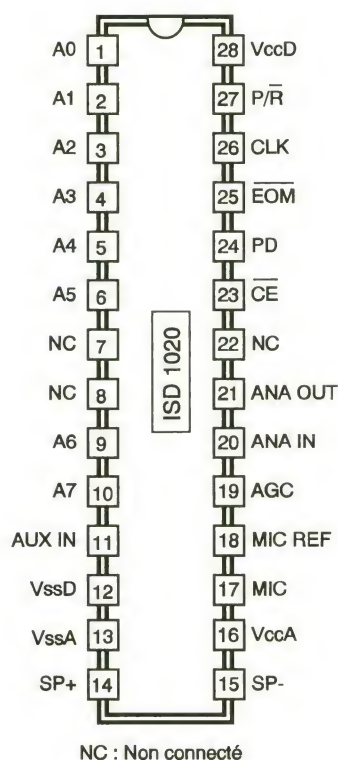 A0 1 28 VccD
A1 2 27 P/R̅
A2 3 26 CLK
A3 4 25 E̅O̅M̅
A4 5 24 PD
A5 6 23 C̅E̅
NC 7 22 NC
NC 8 21 ANA OUT
A6 9 20 ANA IN
A7 10 19 AGC
AUX IN 11 18 MIC REF
VssD 12 17 MIC
VssA 13 16 VccA
SP+ 14 15 SP-
ISD 1020
NC : Non connecté